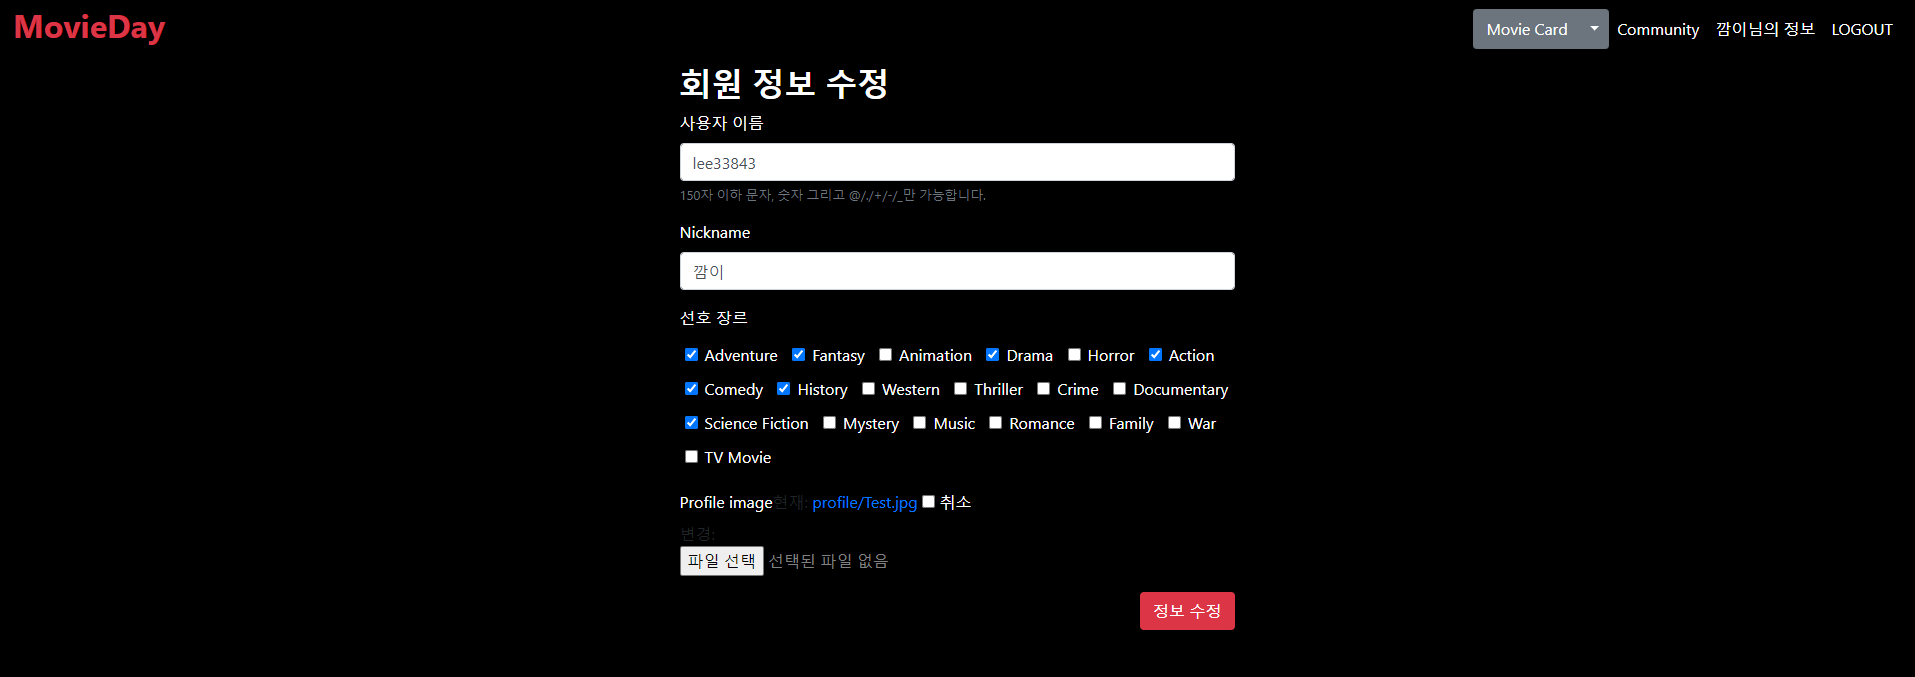 MovieDay
Movie Card Community 깜이님의 정보 LOGOUT
회원 정보 수정
사용자 이름
lee33843
150자 이하 문자, 숫자 그리고 @/./+/-/_만 가능합니다.
Nickname
깜이
선호 장르
Adventure Fantasy Animation Drama Horror Action
Comedy History Western Thriller Crime Documentary
Science Fiction Mystery Music Romance Family War
TV Movie
Profile image현재: profile/Test.jpg 취소
변경:
파일 선택 선택된 파일 없음
정보 수정